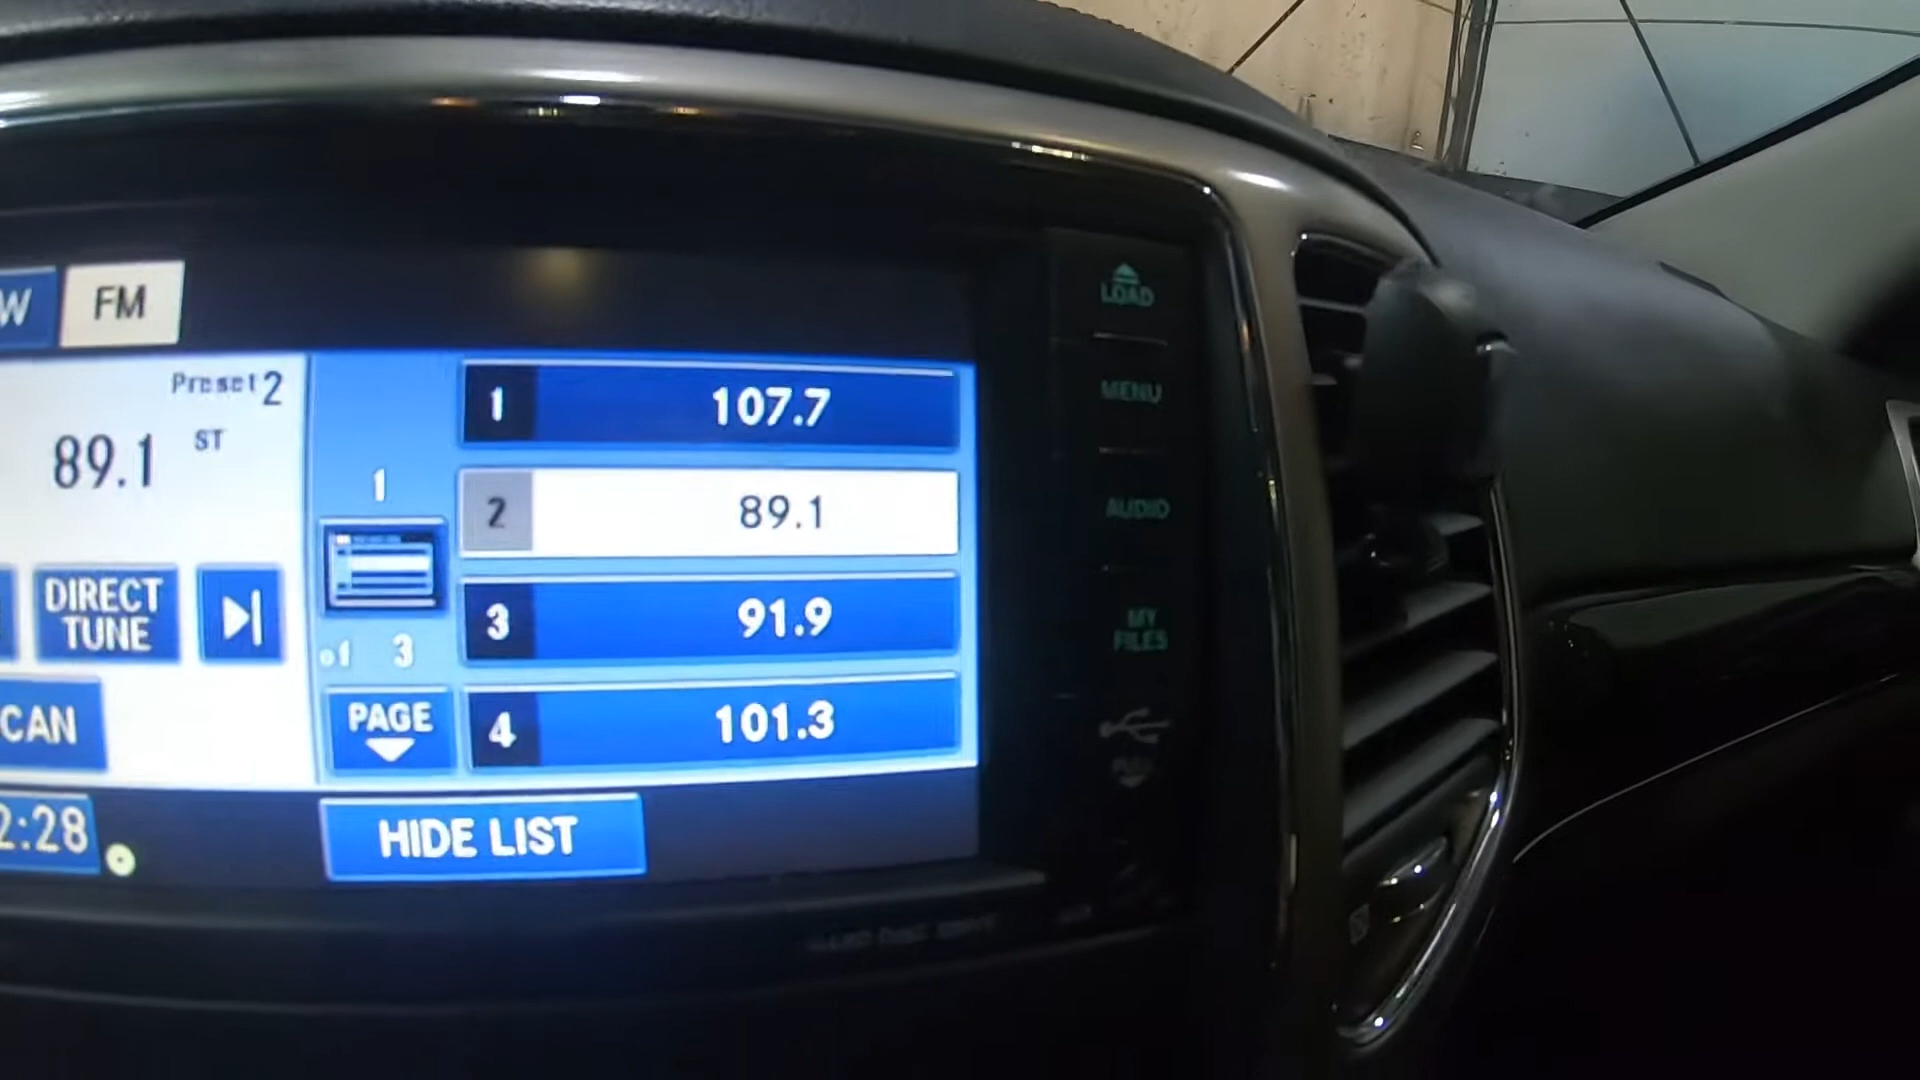 W
FM
Preset 2
89.1 ST
DIRECT
TUNE
CAN
2:28
1
of 3
PAGE
1 107.7
2 89.1
3 91.9
4 101.3
HIDE LIST
LOAD
MENU
AUDIO
MY
FILES